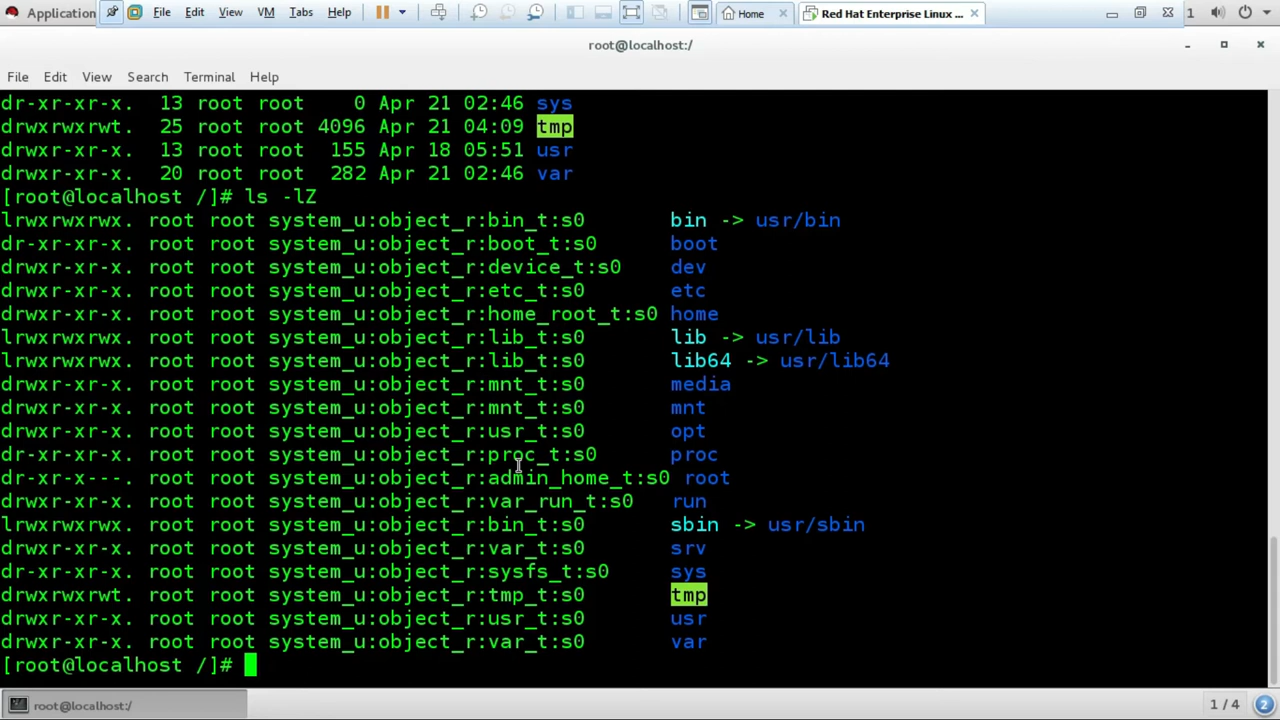 Application File Edit View VM Tabs Help Home Red Hat Enterprise Linux ... 1
root@localhost:/
File Edit View Search Terminal Help
dr-xr-xr-x. 13 root root 0 Apr 21 02:46 sys
drwxrwxrwt. 25 root root 4096 Apr 21 04:09 tmp
drwxr-xr-x. 13 root root 155 Apr 18 05:51 usr
drwxr-xr-x. 20 root root 282 Apr 21 02:46 var
[root@localhost /]# ls -lZ
lrwxrwxrwx. root root system_u:object_r:bin_t:s0 bin -> usr/bin
dr-xr-xr-x. root root system_u:object_r:boot_t:s0 boot
drwxr-xr-x. root root system_u:object_r:device_t:s0 dev
drwxr-xr-x. root root system_u:object_r:etc_t:s0 etc
drwxr-xr-x. root root system_u:object_r:home_root_t:s0 home
lrwxrwxrwx. root root system_u:object_r:lib_t:s0 lib -> usr/lib
lrwxrwxrwx. root root system_u:object_r:lib_t:s0 lib64 -> usr/lib64
drwxr-xr-x. root root system_u:object_r:mnt_t:s0 media
drwxr-xr-x. root root system_u:object_r:mnt_t:s0 mnt
drwxr-xr-x. root root system_u:object_r:usr_t:s0 opt
dr-xr-xr-x. root root system_u:object_r:proc_t:s0 proc
dr-xr-x---. root root system_u:object_r:admin_home_t:s0 root
drwxr-xr-x. root root system_u:object_r:var_run_t:s0 run
lrwxrwxrwx. root root system_u:object_r:bin_t:s0 sbin -> usr/sbin
drwxr-xr-x. root root system_u:object_r:var_t:s0 srv
dr-xr-xr-x. root root system_u:object_r:sysfs_t:s0 sys
drwxrwxrwt. root root system_u:object_r:tmp_t:s0 tmp
drwxr-xr-x. root root system_u:object_r:usr_t:s0 usr
drwxr-xr-x. root root system_u:object_r:var_t:s0 var
[root@localhost /]#
root@localhost:/ 1 / 4 2